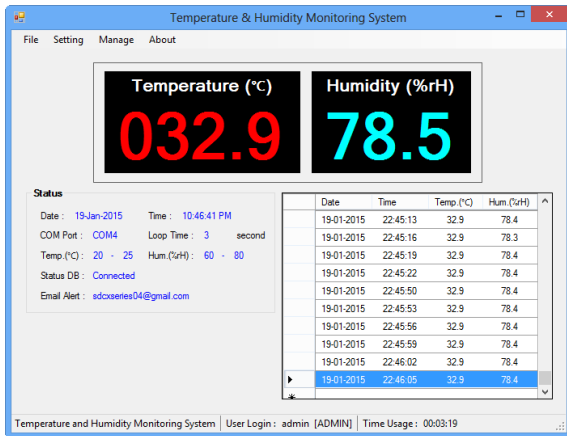 Temperature & Humidity Monitoring System
File Setting Manage About
Temperature (°C) Humidity (%rH)
032.9 78.5
Status
Date : 19-Jan-2015 Time : 10:46:41 PM
COM Port : COM4 Loop Time : 3 second
Temp.(°C) : 20 - 25 Hum.(%rH) : 60 - 80
Status DB : Connected
Email Alert : sdcxseries04@gmail.com
Date Time Temp.(°C) Hum.(%rH)
19-01-2015 22:45:13 32.9 78.4
19-01-2015 22:45:16 32.9 78.3
19-01-2015 22:45:19 32.9 78.4
19-01-2015 22:45:22 32.9 78.4
19-01-2015 22:45:50 32.9 78.4
19-01-2015 22:45:53 32.9 78.4
19-01-2015 22:45:56 32.9 78.4
19-01-2015 22:45:59 32.9 78.4
19-01-2015 22:46:02 32.9 78.4
19-01-2015 22:46:05 32.9 78.4
Temperature and Humidity Monitoring System User Login : admin [ADMIN] Time Usage : 00:03:19